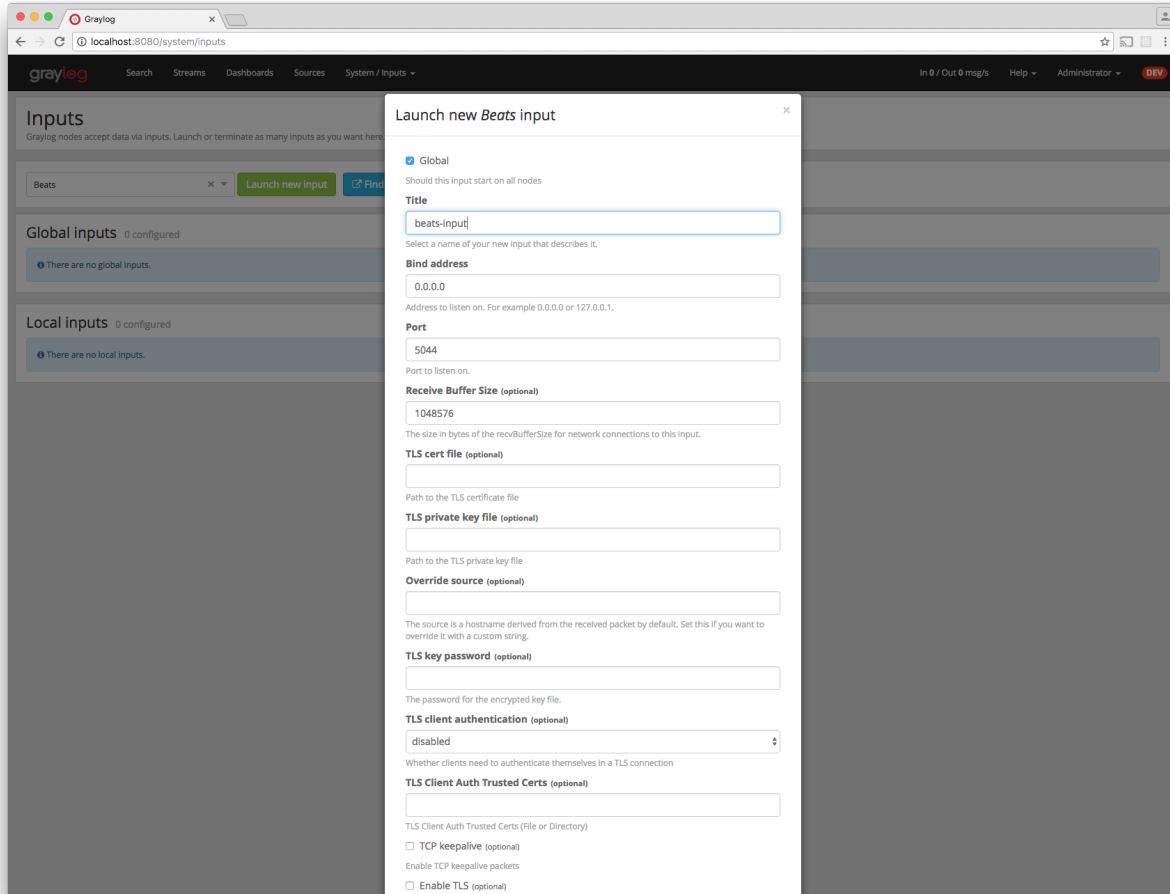 Graylog
localhost:8080/system/inputs
graylog Search Streams Dashboards Sources System / Inputs In 0 / Out 0 msg/s Help Administrator DEV
Inputs
Graylog nodes accept data via inputs. Launch or terminate as many inputs as you want here.
Beats Launch new input Find
Global inputs 0 configured
There are no global inputs.
Local inputs 0 configured
There are no local inputs.
Launch new Beats input
Global
Should this input start on all nodes
Title
beats-input
Select a name of your new input that describes it.
Bind address
0.0.0.0
Address to listen on. For example 0.0.0.0 or 127.0.0.1.
Port
5044
Port to listen on.
Receive Buffer Size (optional)
1048576
The size in bytes of the recvBufferSize for network connections to this input.
TLS cert file (optional)
Path to the TLS certificate file
TLS private key file (optional)
Path to the TLS private key file
Override source (optional)
The source is a hostname derived from the received packet by default. Set this if you want to
override it with a custom string.
TLS key password (optional)
The password for the encrypted key file.
TLS client authentication (optional)
disabled
Whether clients need to authenticate themselves in a TLS connection
TLS Client Auth Trusted Certs (optional)
TLS Client Auth Trusted Certs (File or Directory)
TCP keepalive (optional)
Enable TCP keepalive packets
Enable TLS (optional)